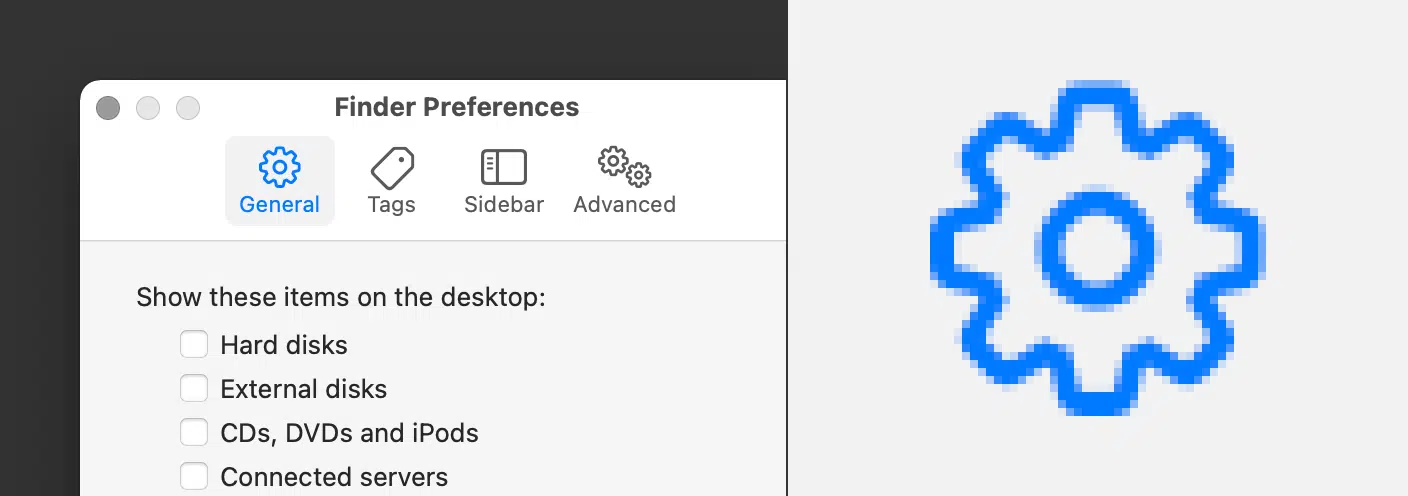 Finder Preferences
General Tags Sidebar Advanced
Show these items on the desktop:
Hard disks
External disks
CDs, DVDs and iPods
Connected servers